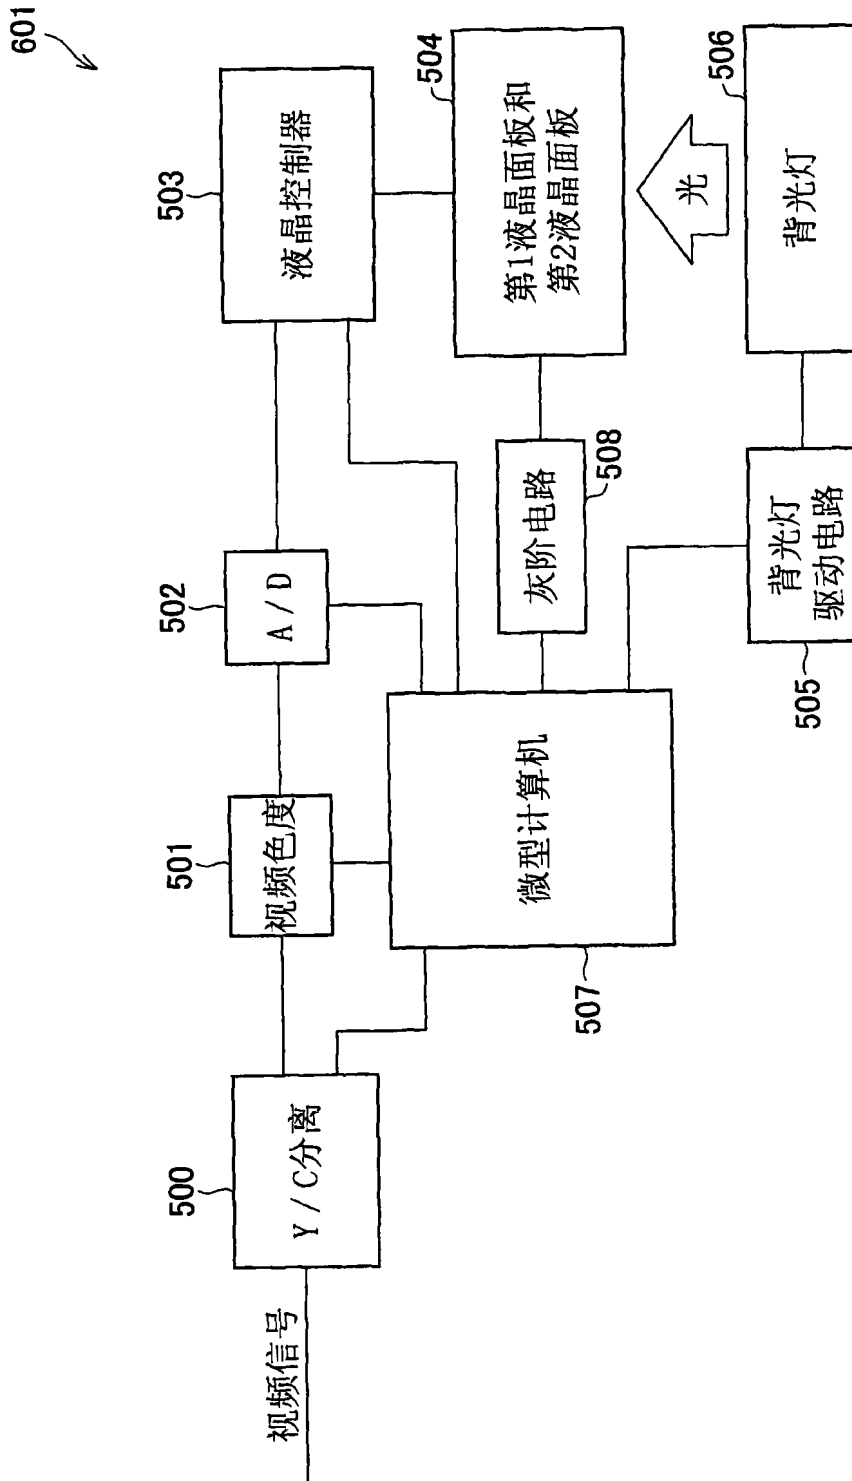 601
视频信号
500
Y/C分离
501
视频色度
502
A/D
503
液晶控制器
504
第1液晶面板和
第2液晶面板
光
506
背光灯
508
灰阶电路
507
微型计算机
505
背光灯
驱动电路